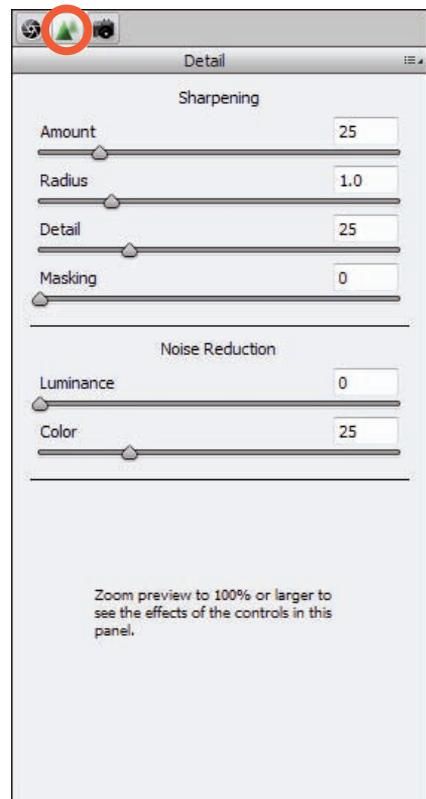 Detail
Sharpening
Amount 25
Radius 1.0
Detail 25
Masking 0
Noise Reduction
Luminance 0
Color 25
Zoom preview to 100% or larger to
see the effects of the controls in this
panel.